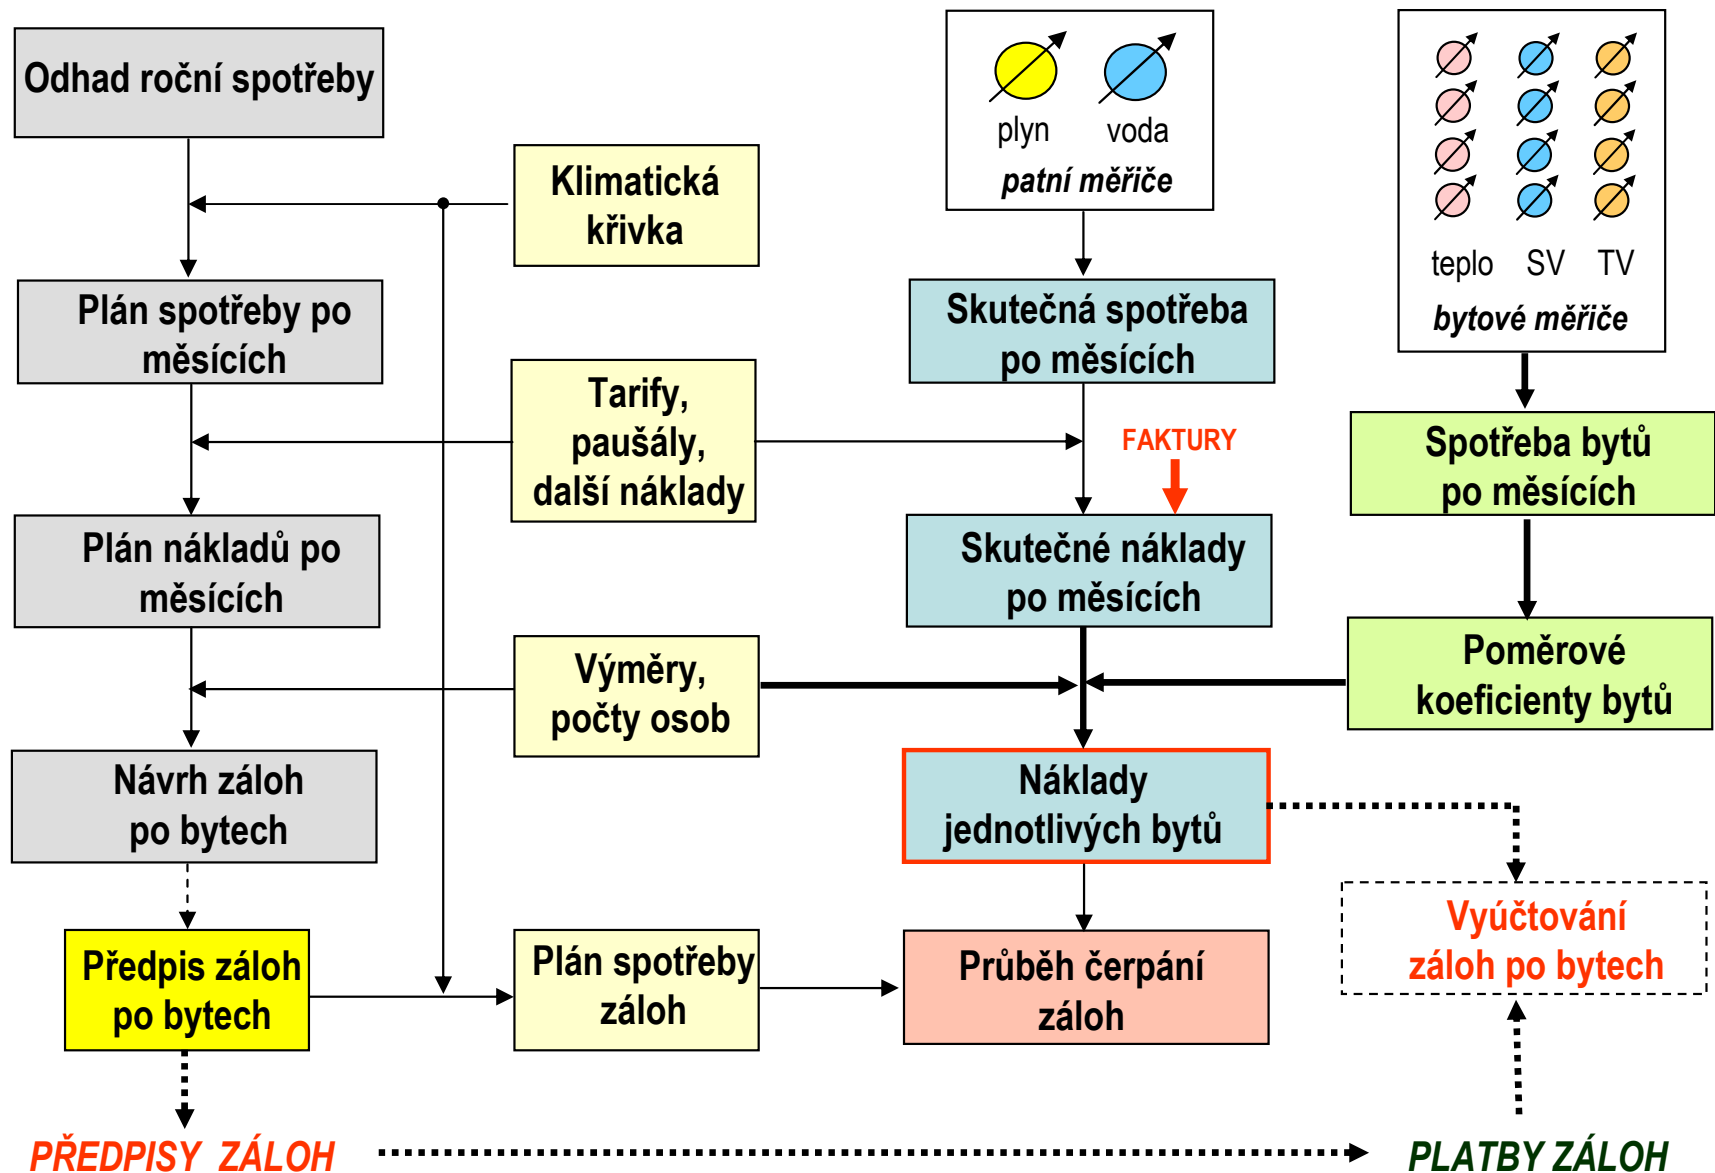 Odhad roční spotřeby
Klimatická
křivka
plyn
voda
patní měřiče
teplo
SV
TV
bytové měřiče
Plán spotřeby po
měsících
Tarify,
paušály,
další náklady
Skutečná spotřeba
po měsících
FAKTURY
Spotřeba bytů
po měsících
Plán nákladů po
měsících
Skutečné náklady
po měsících
Výměry,
počty osob
Poměrové
koeficienty bytů
Návrh záloh
po bytech
Náklady
jednotlivých bytů
Předpis záloh
po bytech
Plán spotřeby
záloh
Průběh čerpání
záloh
Vyúčtování
záloh po bytech
PŘEDPISY ZÁLOH
PLATBY ZÁLOH